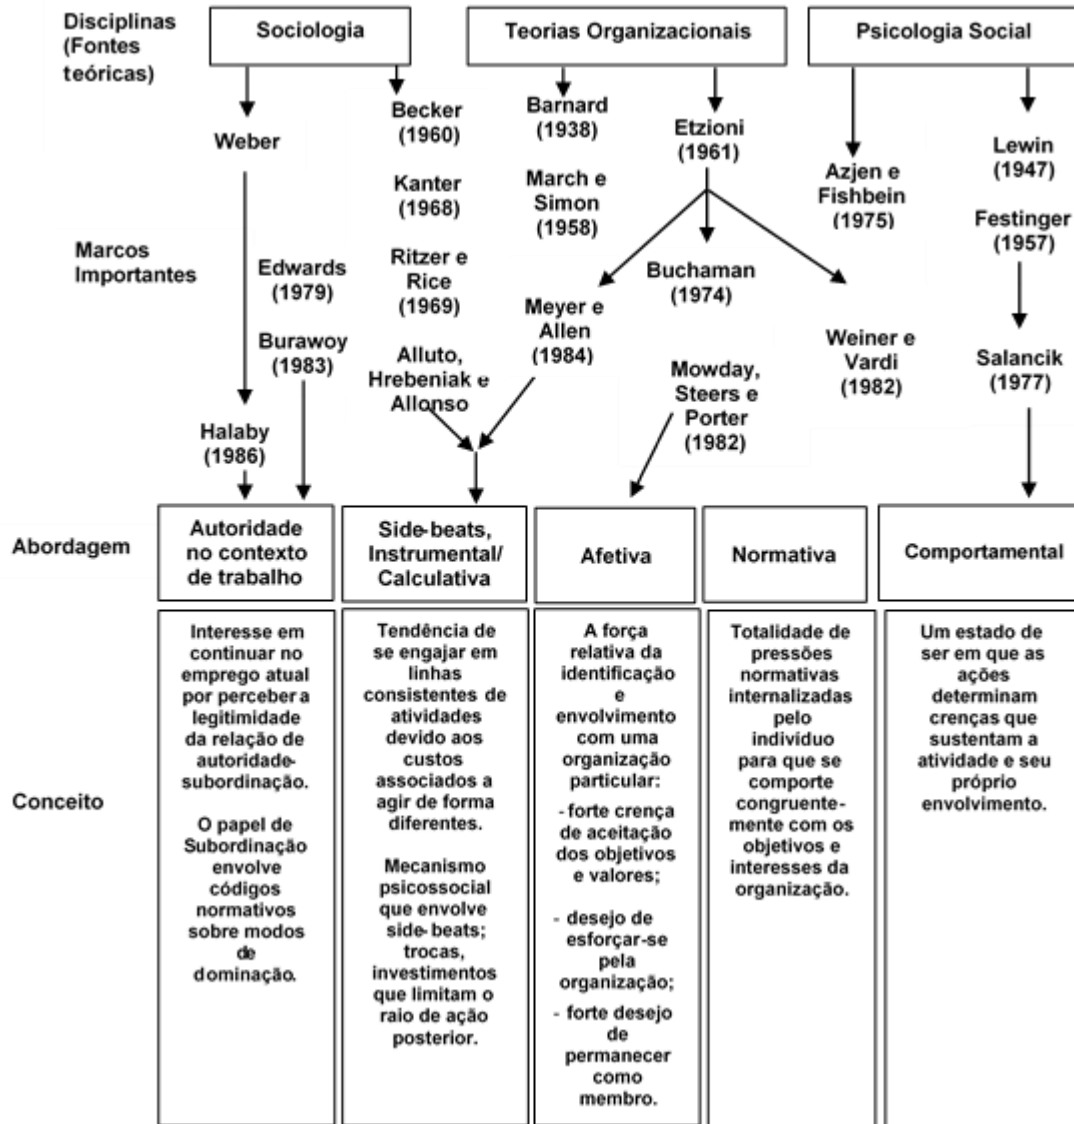 Disciplinas
(Fontes
teóricas)
Sociologia
Teorias Organizacionais
Psicologia Social
Weber
Becker
(1960)
Barnard
(1938)
Etzioni
(1961)
Azjen e
Fishbein
(1975)
Lewin
(1947)
Kanter
(1968)
March e
Simon
(1958)
Festinger
(1957)
Marcos
Importantes
Edwards
(1979)
Ritzer e
Rice
(1969)
Buchaman
(1974)
Meyer e
Allen
(1984)
Weiner e
Vardi
(1982)
Salancik
(1977)
Burawoy
(1983)
Alluto,
Hrebeniak e
Allonso
Mowday,
Steers e
Porter
(1982)
Halaby
(1986)
Abordagem
Autoridade
no contexto
de trabalho
Side-beats,
Instrumental/
Calculativa
Afetiva
Normativa
Comportamental
Conceito
Interesse em
continuar no
emprego atual
por perceber a
legitimidade
da relação de
autoridade-
subordinação.
O papel de
Subordinação
envolve
códigos
normativos
sobre modos
de
dominação.
Tendência de
se engajar em
linhas
consistentes de
atividades
devido aos
custos
associados a
agir de forma
diferentes.
Mecanismo
psicossocial
que envolve
side-beats;
trocas,
investimentos
que limitam o
raio de ação
posterior.
A força
relativa da
identificação
e
envolvimento
com uma
organização
particular:
- forte crença
de aceitação
dos objetivos
e valores;
- desejo de
esforçar-se
pela
organização;
- forte desejo
de
permanecer
como
membro.
Totalidade de
pressões
normativas
internalizadas
pelo
indivíduo
para que se
comporte
congruente-
mente com os
objetivos e
interesses da
organização.
Um estado de
ser em que as
ações
determinam
crenças que
sustentam a
atividade e seu
próprio
envolvimento.